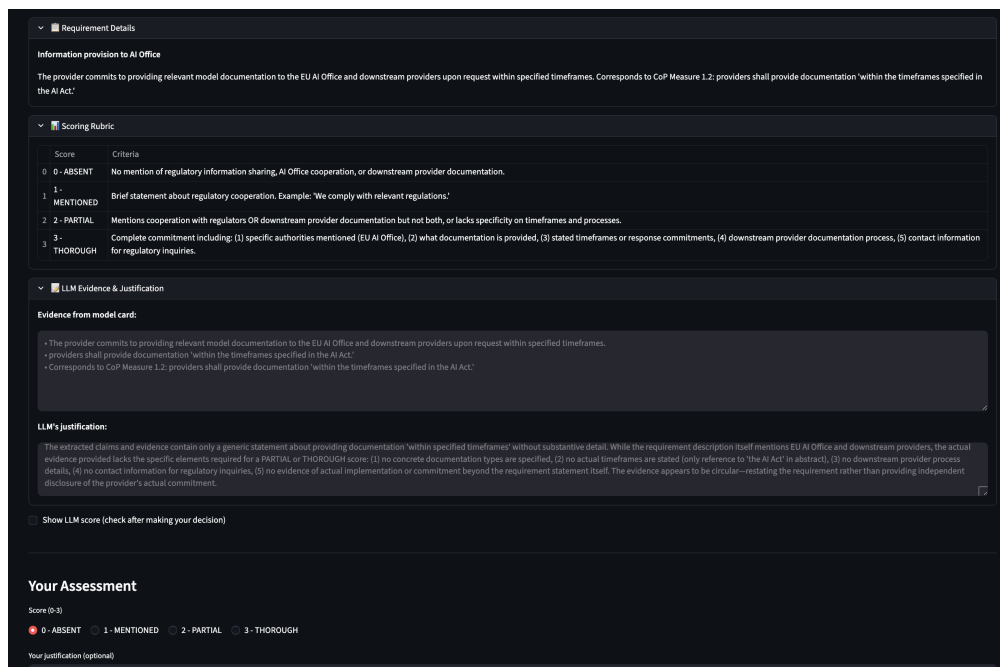 Requirement Details
Information provision to AI Office
The provider commits to providing relevant model documentation to the EU AI Office and downstream providers upon request within specified timeframes. Corresponds to CoP Measure 1.2: providers shall provide documentation 'within the timeframes specified in
the AI Act.'
Scoring Rubric
Score Criteria
0 0 - ABSENT No mention of regulatory information sharing, AI Office cooperation, or downstream provider documentation.
1 1 - MENTIONED Brief statement about regulatory cooperation. Example: 'We comply with relevant regulations.'
2 2 - PARTIAL Mentions cooperation with regulators OR downstream provider documentation but not both, or lacks specificity on timeframes and processes.
3 3 - THOROUGH Complete commitment including: (1) specific authorities mentioned (EU AI Office), (2) what documentation is provided, (3) stated timeframes or response commitments, (4) downstream provider documentation process, (5) contact information
for regulatory inquiries.
LLM Evidence & Justification
Evidence from model card:
• The provider commits to providing relevant model documentation to the EU AI Office and downstream providers upon request within specified timeframes.
• providers shall provide documentation 'within the timeframes specified in the AI Act.'
• Corresponds to CoP Measure 1.2: providers shall provide documentation 'within the timeframes specified in the AI Act.'
LLM's justification:
The extracted claims and evidence contain only a generic statement about providing documentation 'within specified timeframes' without substantive detail. While the requirement description itself mentions EU AI Office and downstream providers, the actual
evidence provided lacks the specific elements required for a PARTIAL or THOROUGH score: (1) no concrete documentation types are specified, (2) no actual timeframes are stated (only reference to 'the AI Act' in abstract), (3) no downstream provider process
details, (4) no contact information for regulatory inquiries, (5) no evidence of actual implementation or commitment beyond the requirement statement itself. The evidence appears to be circular—restating the requirement rather than providing independent
disclosure of the provider's actual commitment.
Show LLM score (check after making your decision)
Your Assessment
Score (0-3)
0 - ABSENT 1 - MENTIONED 2 - PARTIAL 3 - THOROUGH
Your justification (optional)